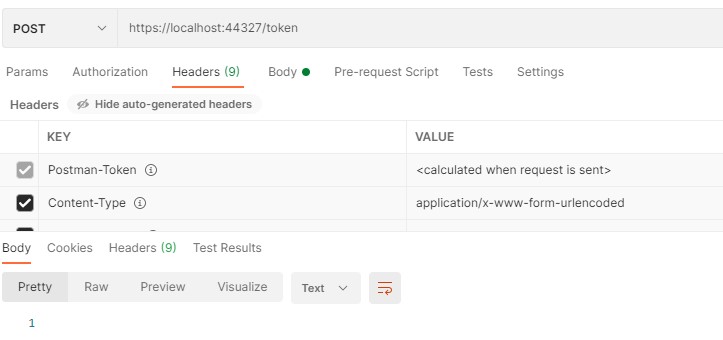 POST https://localhost:44327/token
Params Authorization Headers (9) Body Pre-request Script Tests Settings
Headers Hide auto-generated headers
KEY VALUE
Postman-Token <calculated when request is sent>
Content-Type application/x-www-form-urlencoded
Body Cookies Headers (9) Test Results
Pretty Raw Preview Visualize Text
1